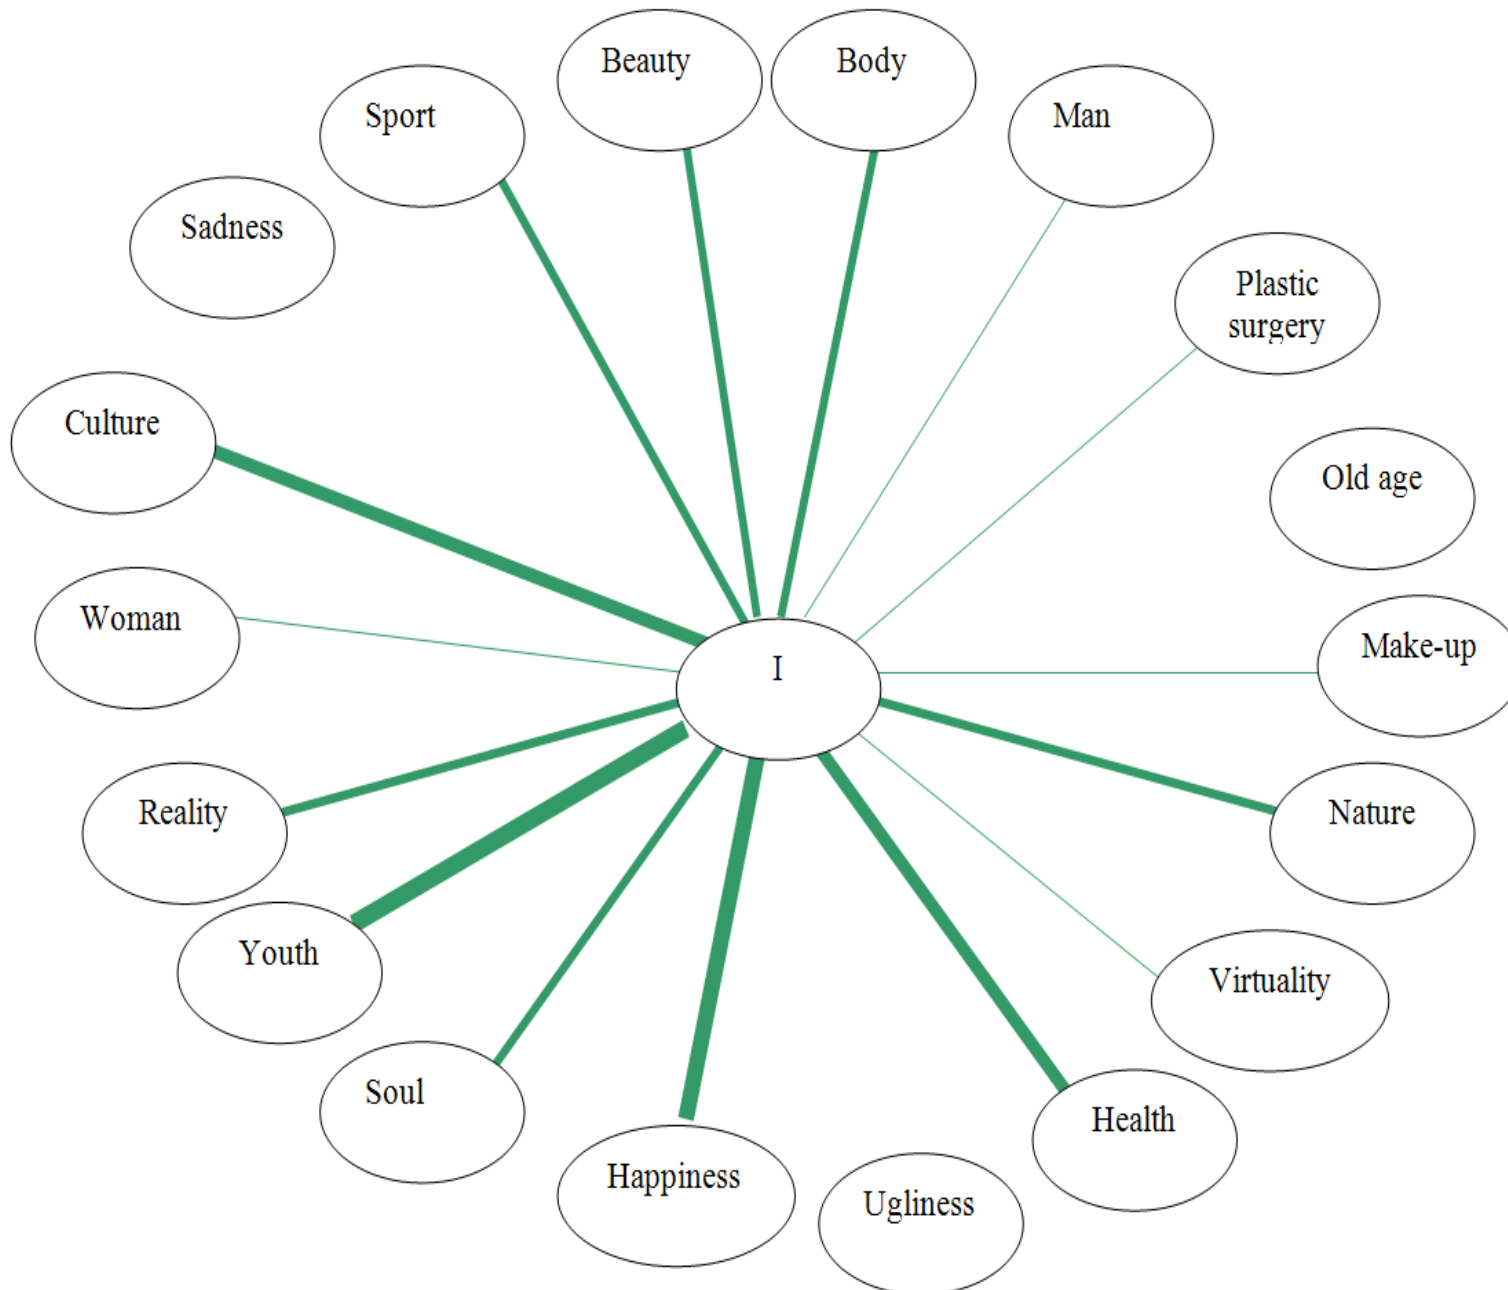 Beauty
Body
Sport
Man
Sadness
Plastic
surgery
Culture
Old age
Woman
Make-up
I
Reality
Nature
Youth
Virtuality
Soul
Health
Happiness
Ugliness